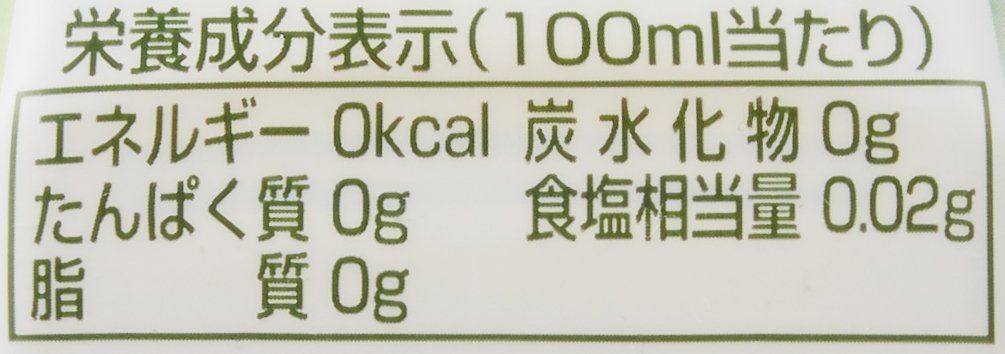 栄養成分表示(100ml当たり)
エネルギー 0kcal 炭水化物 0g
たんぱく質 0g 食塩相当量 0.02g
脂質 0g